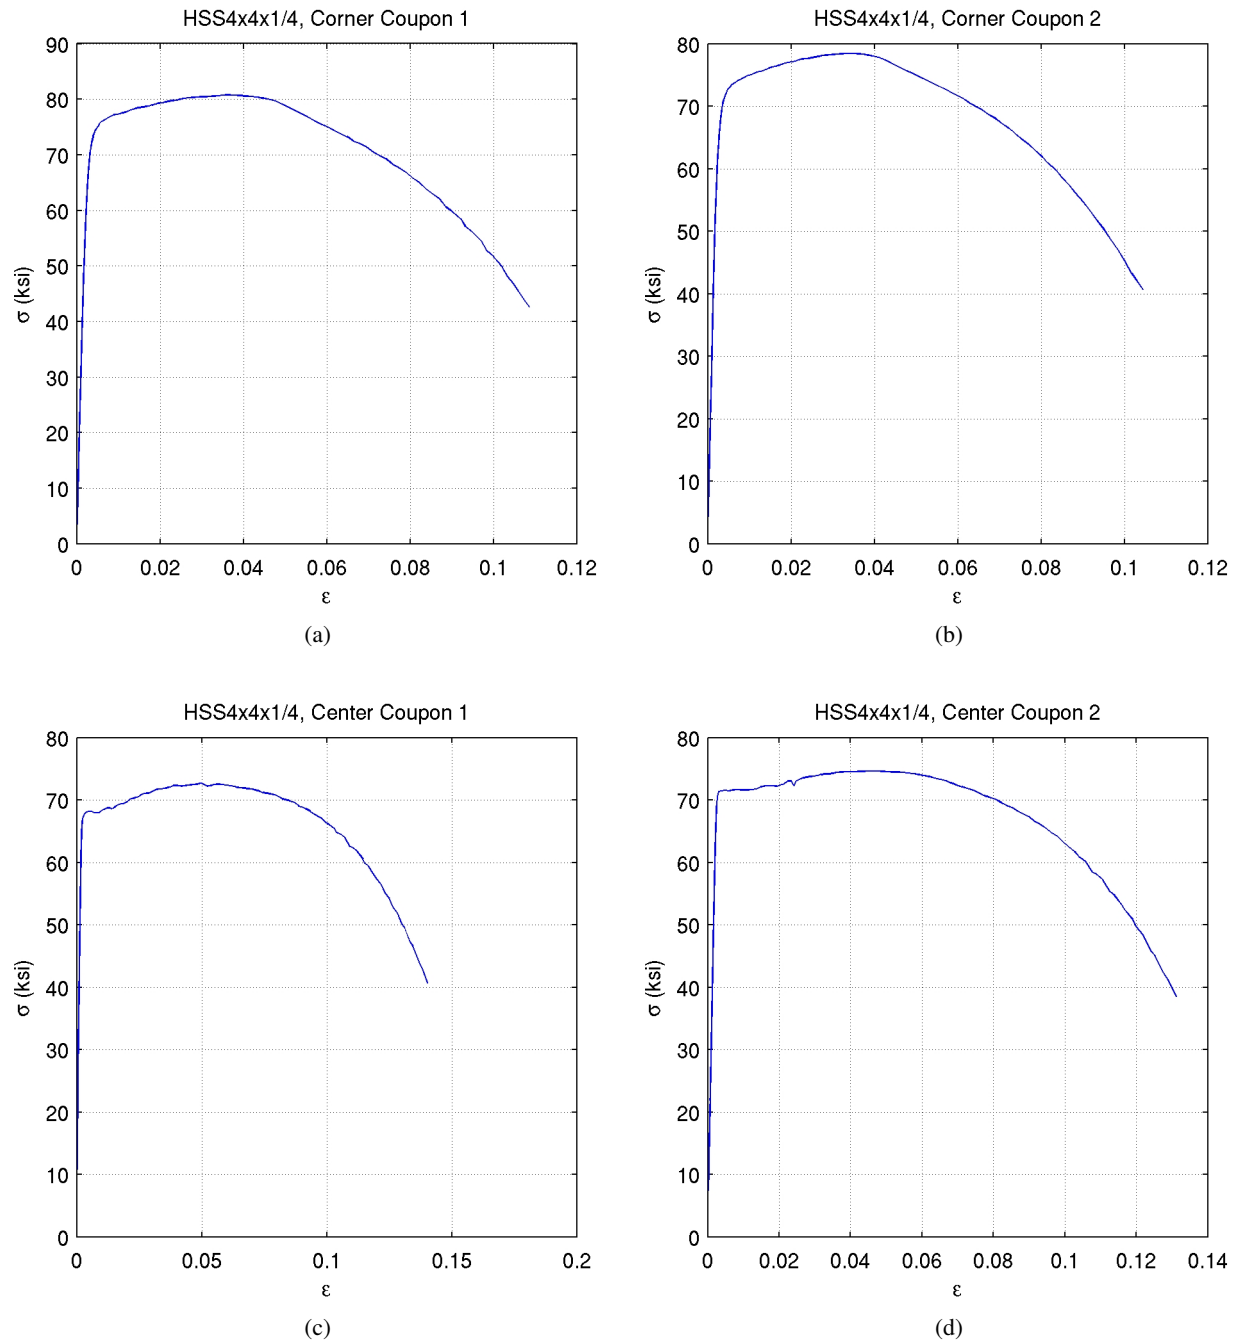 HSS4x4x1/4, Corner Coupon 1
90
80
70
60
50
40
30
20
10
0
σ (ksi)
0 0.02 0.04 0.06 0.08 0.1 0.12
ε
(a)
HSS4x4x1/4, Corner Coupon 2
80
70
60
50
40
30
20
10
0
σ (ksi)
0 0.02 0.04 0.06 0.08 0.1 0.12
ε
(b)
HSS4x4x1/4, Center Coupon 1
80
70
60
50
40
30
20
10
0
σ (ksi)
0 0.05 0.1 0.15 0.2
ε
(c)
HSS4x4x1/4, Center Coupon 2
80
70
60
50
40
30
20
10
0
σ (ksi)
0 0.02 0.04 0.06 0.08 0.1 0.12 0.14
ε
(d)